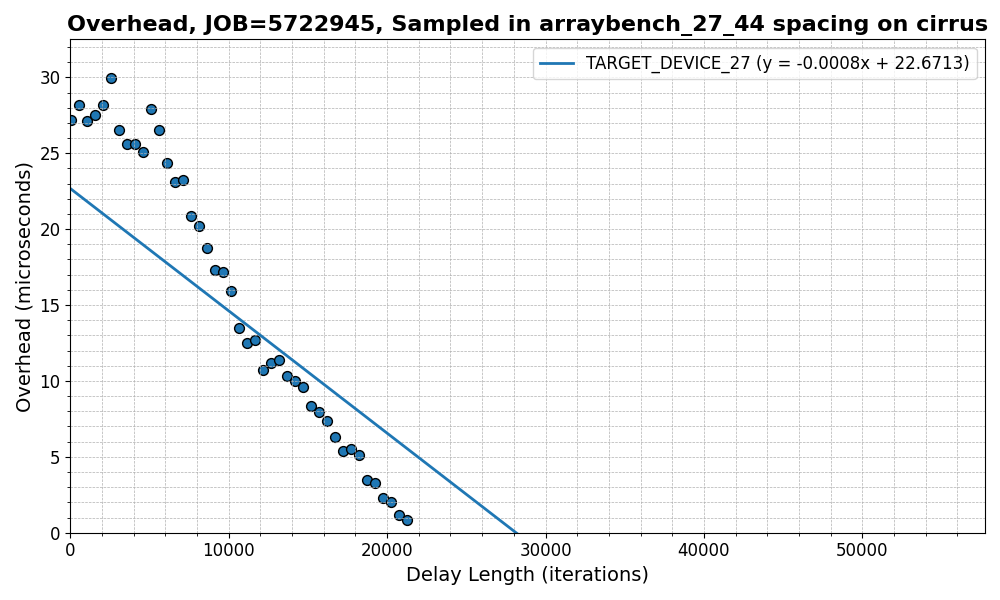 Overhead, JOB=5722945, Sampled in arraybench_27_44 spacing on cirrus
TARGET_DEVICE_27 (y = -0.0008x + 22.6713)
Overhead (microseconds)
30
25
20
15
10
5
0
0 10000 20000 30000 40000 50000
Delay Length (iterations)